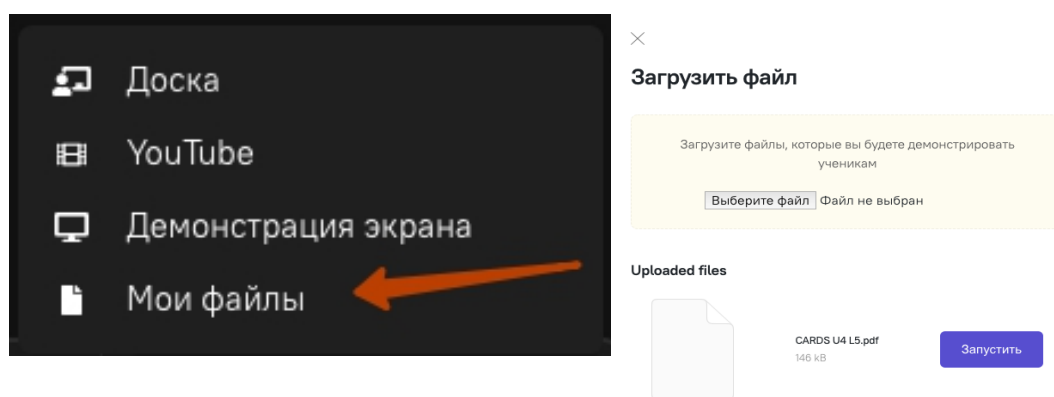 Доска
YouTube
Демонстрация экрана
Мои файлы
Загрузить файл
Загрузите файлы, которые вы будете демонстрировать
ученикам
Выберите файл Файл не выбран
Uploaded files
CARDS U4 L5.pdf
146 kB
Запустить